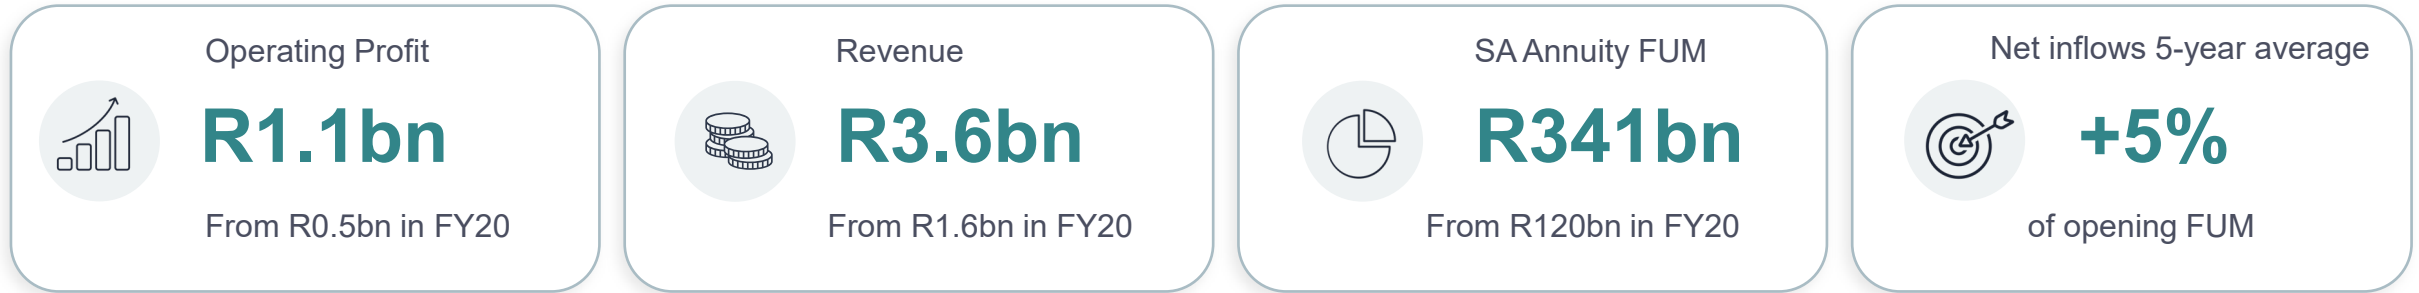 Operating Profit
R1.1bn
From R0.5bn in FY20
Revenue
R3.6bn
From R1.6bn in FY20
SA Annuity FUM
R341bn
From R120bn in FY20
Net inflows 5-year average
+5%
of opening FUM